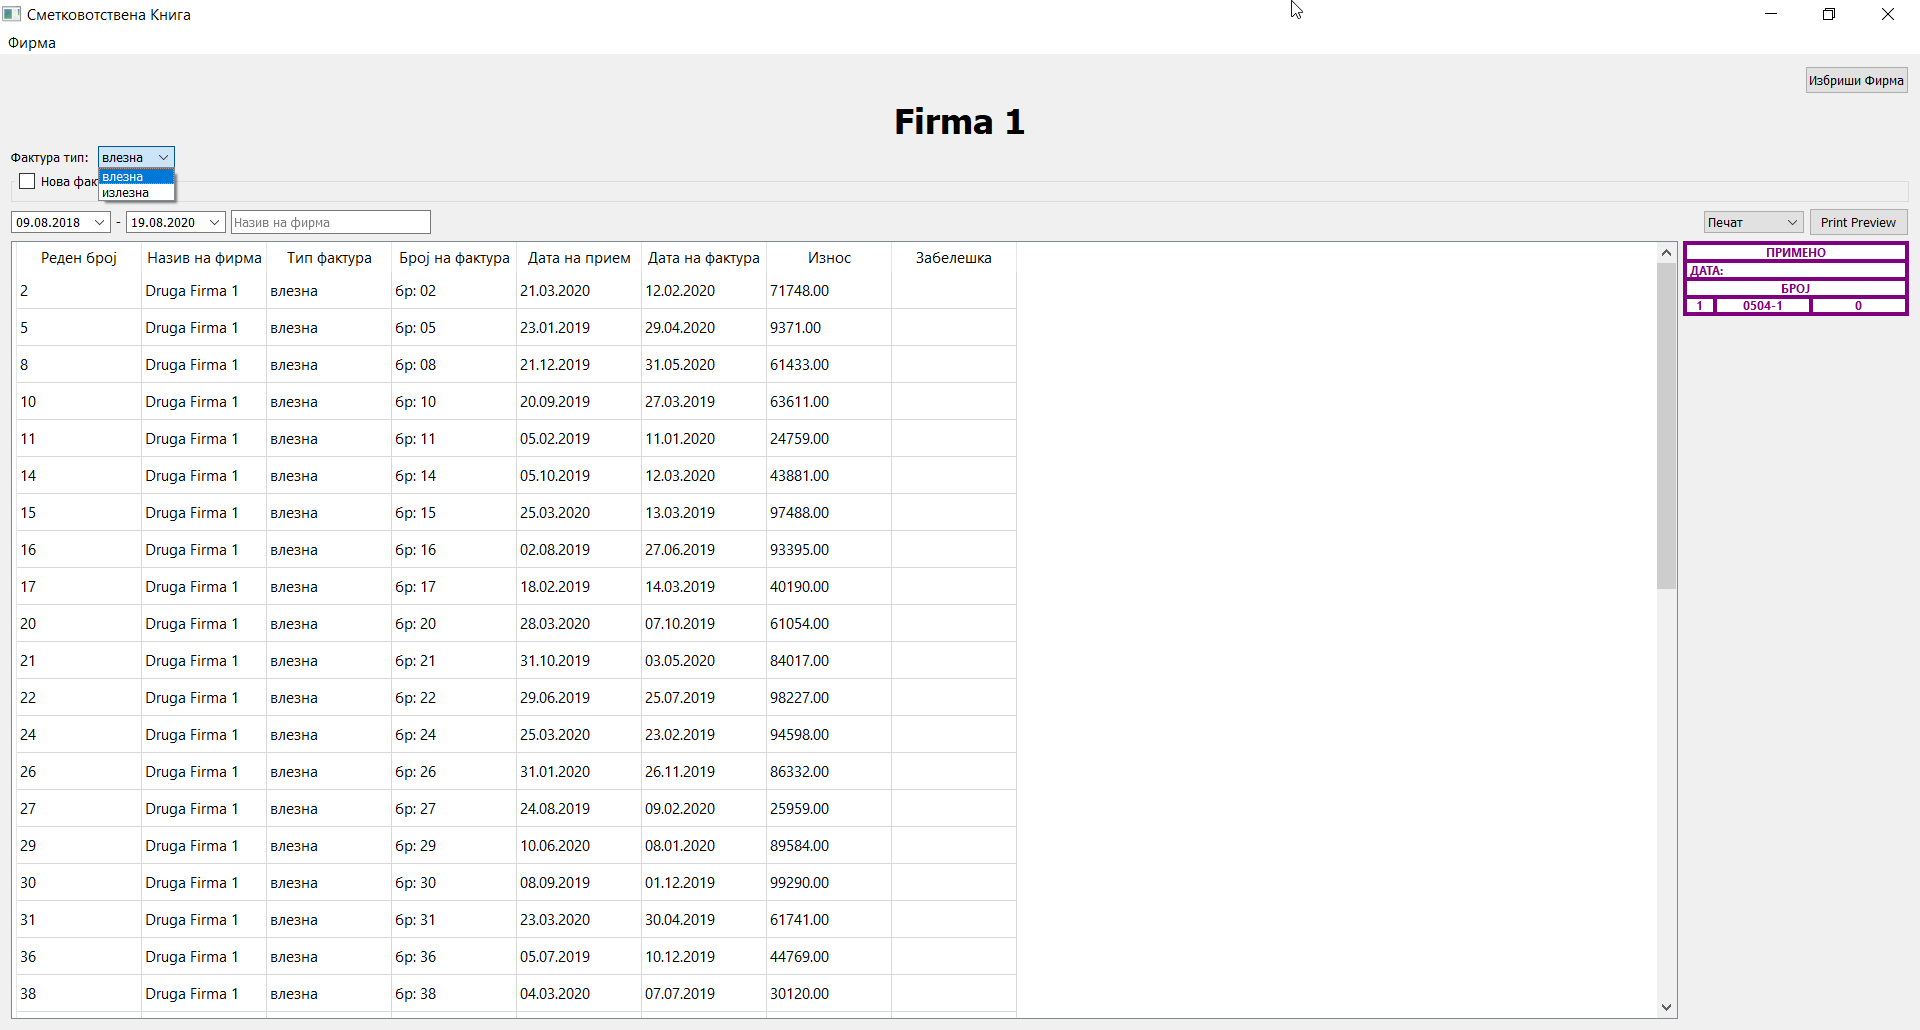 Сметковотствена Книга
Фирма
Избриши Фирма
Firma 1
Фактура тип: влезна
влезна
Нова фак
излезна
09.08.2018 - 19.08.2020 Назив на фирма Печат Print Preview
Реден број Назив на фирма Тип фактура Број на фактура Дата на прием Дата на фактура Износ Забелешка
2 Druga Firma 1 влезна бр: 02 21.03.2020 12.02.2020 71748.00
5 Druga Firma 1 влезна бр: 05 23.01.2019 29.04.2020 9371.00
8 Druga Firma 1 влезна бр: 08 21.12.2019 31.05.2020 61433.00
10 Druga Firma 1 влезна бр: 10 20.09.2019 27.03.2019 63611.00
11 Druga Firma 1 влезна бр: 11 05.02.2019 11.01.2020 24759.00
14 Druga Firma 1 влезна бр: 14 05.10.2019 12.03.2020 43881.00
15 Druga Firma 1 влезна бр: 15 25.03.2020 13.03.2019 97488.00
16 Druga Firma 1 влезна бр: 16 02.08.2019 27.06.2019 93395.00
17 Druga Firma 1 влезна бр: 17 18.02.2019 14.03.2019 40190.00
20 Druga Firma 1 влезна бр: 20 28.03.2020 07.10.2019 61054.00
21 Druga Firma 1 влезна бр: 21 31.10.2019 03.05.2020 84017.00
22 Druga Firma 1 влезна бр: 22 29.06.2019 25.07.2019 98227.00
24 Druga Firma 1 влезна бр: 24 25.03.2020 23.02.2019 94598.00
26 Druga Firma 1 влезна бр: 26 31.01.2020 26.11.2019 86332.00
27 Druga Firma 1 влезна бр: 27 24.08.2019 09.02.2020 25959.00
29 Druga Firma 1 влезна бр: 29 10.06.2020 08.01.2020 89584.00
30 Druga Firma 1 влезна бр: 30 08.09.2019 01.12.2019 99290.00
31 Druga Firma 1 влезна бр: 31 23.03.2020 30.04.2019 61741.00
36 Druga Firma 1 влезна бр: 36 05.07.2019 10.12.2019 44769.00
38 Druga Firma 1 влезна бр: 38 04.03.2020 07.07.2019 30120.00
ПРИМЕНО
ДАТА:
БРОЈ
1 0504-1 0